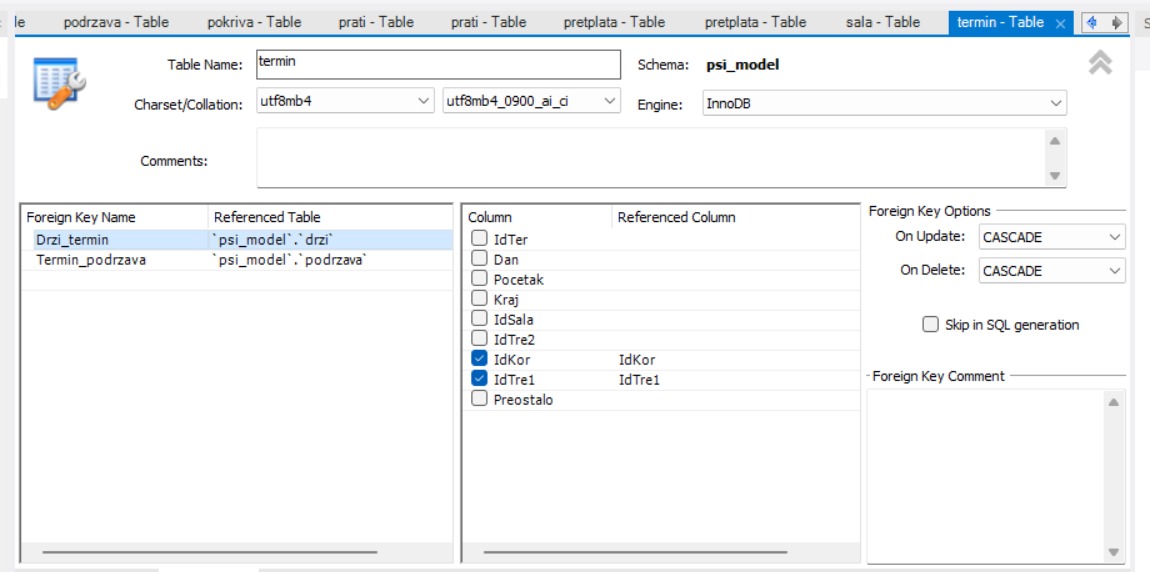 le podrzava - Table pokriva - Table prati - Table prati - Table pretplata - Table pretplata - Table sala - Table termin - Table
Table Name: termin Schema: psi_model
Charset/Collation: utf8mb4 utf8mb4_0900_ai_ci Engine: InnoDB
Comments:
Foreign Key Name Referenced Table
Drzi_termin `psi_model`.`drzi`
Termin_podrzava `psi_model`.`podrzava`
Column Referenced Column
IdTer
Dan
Pocetak
Kraj
IdSala
IdTre2
IdKor IdKor
IdTre1 IdTre1
Preostalo
Foreign Key Options
On Update: CASCADE
On Delete: CASCADE
Skip in SQL generation
Foreign Key Comment